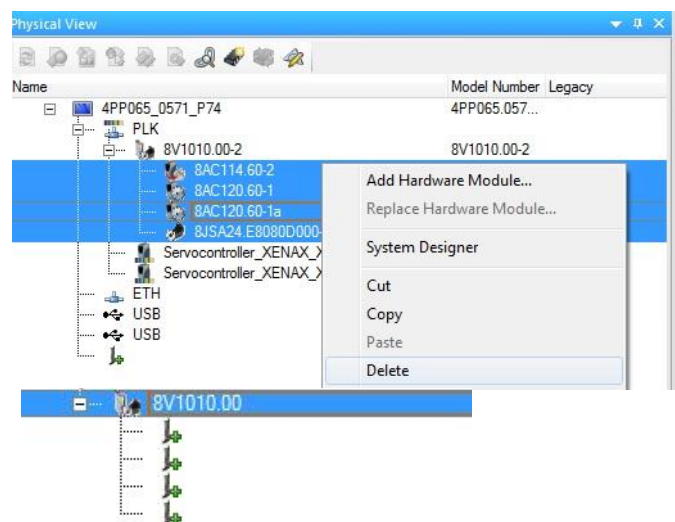 Physical View
Name Model Number Legacy
4PP065_0571_P74 4PP065.057...
PLK
8V1010.00-2 8V1010.00-2
8AC114.60-2
8AC120.60-1
8AC120.60-1a
8JSA24.E8080D000-
Servocontroller_XENAX_X
Servocontroller_XENAX_X
ETH
USB
USB
Add Hardware Module...
Replace Hardware Module...
System Designer
Cut
Copy
Paste
Delete
8V1010.00